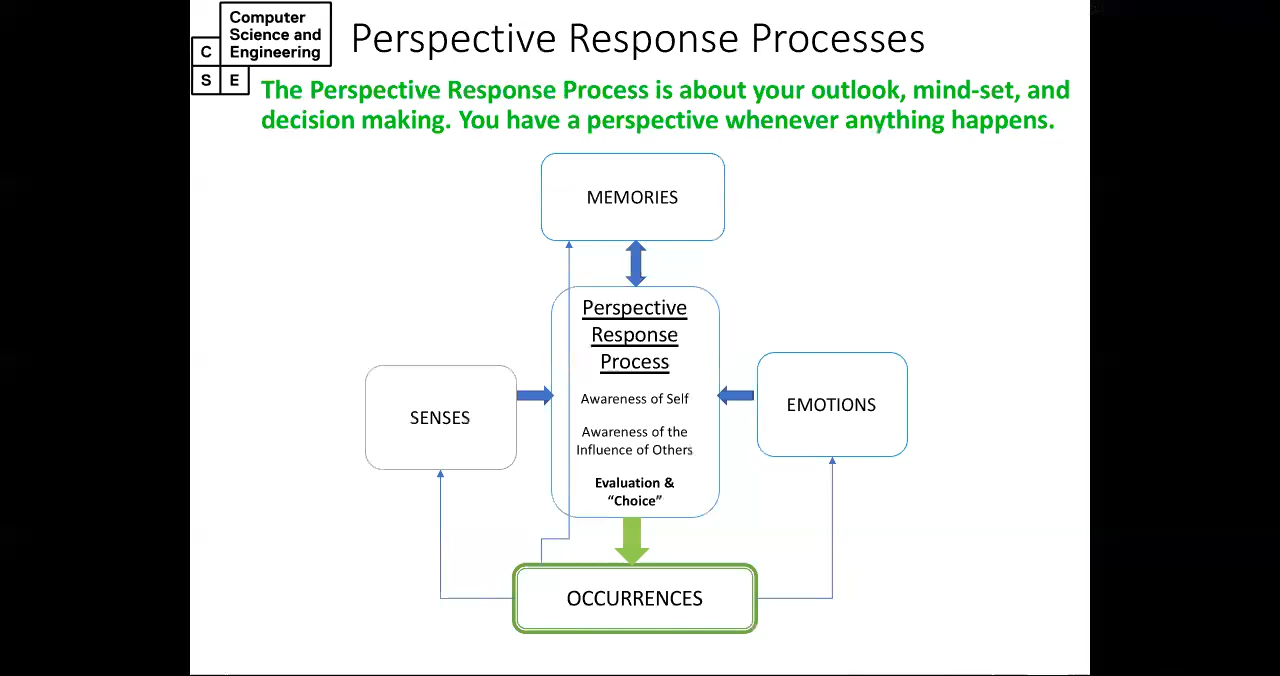 Computer
Science and
Engineering
C
S E
Perspective Response Processes
The Perspective Response Process is about your outlook, mind-set, and
decision making. You have a perspective whenever anything happens.
MEMORIES
Perspective
Response
Process
Awareness of Self
Awareness of the
Influence of Others
Evaluation &
“Choice”
SENSES
EMOTIONS
OCCURRENCES